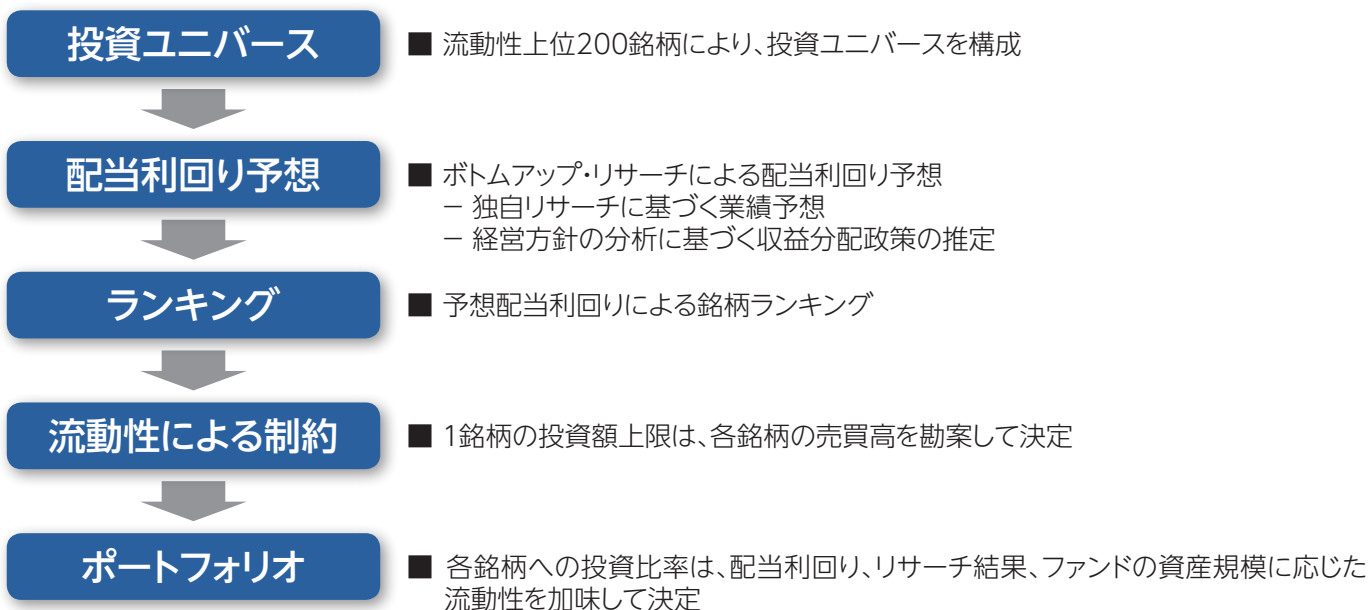 投資ユニバース
■ 流動性上位200銘柄により、投資ユニバースを構成
配当利回り予想
■ ボトムアップ・リサーチによる配当利回り予想
－ 独自リサーチに基づく業績予想
－ 経営方針の分析に基づく収益分配政策の推定
ランキング
■ 予想配当利回りによる銘柄ランキング
流動性による制約
■ 1銘柄の投資額上限は、各銘柄の売買高を勘案して決定
ポートフォリオ
■ 各銘柄への投資比率は、配当利回り、リサーチ結果、ファンドの資産規模に応じた
流動性を加味して決定